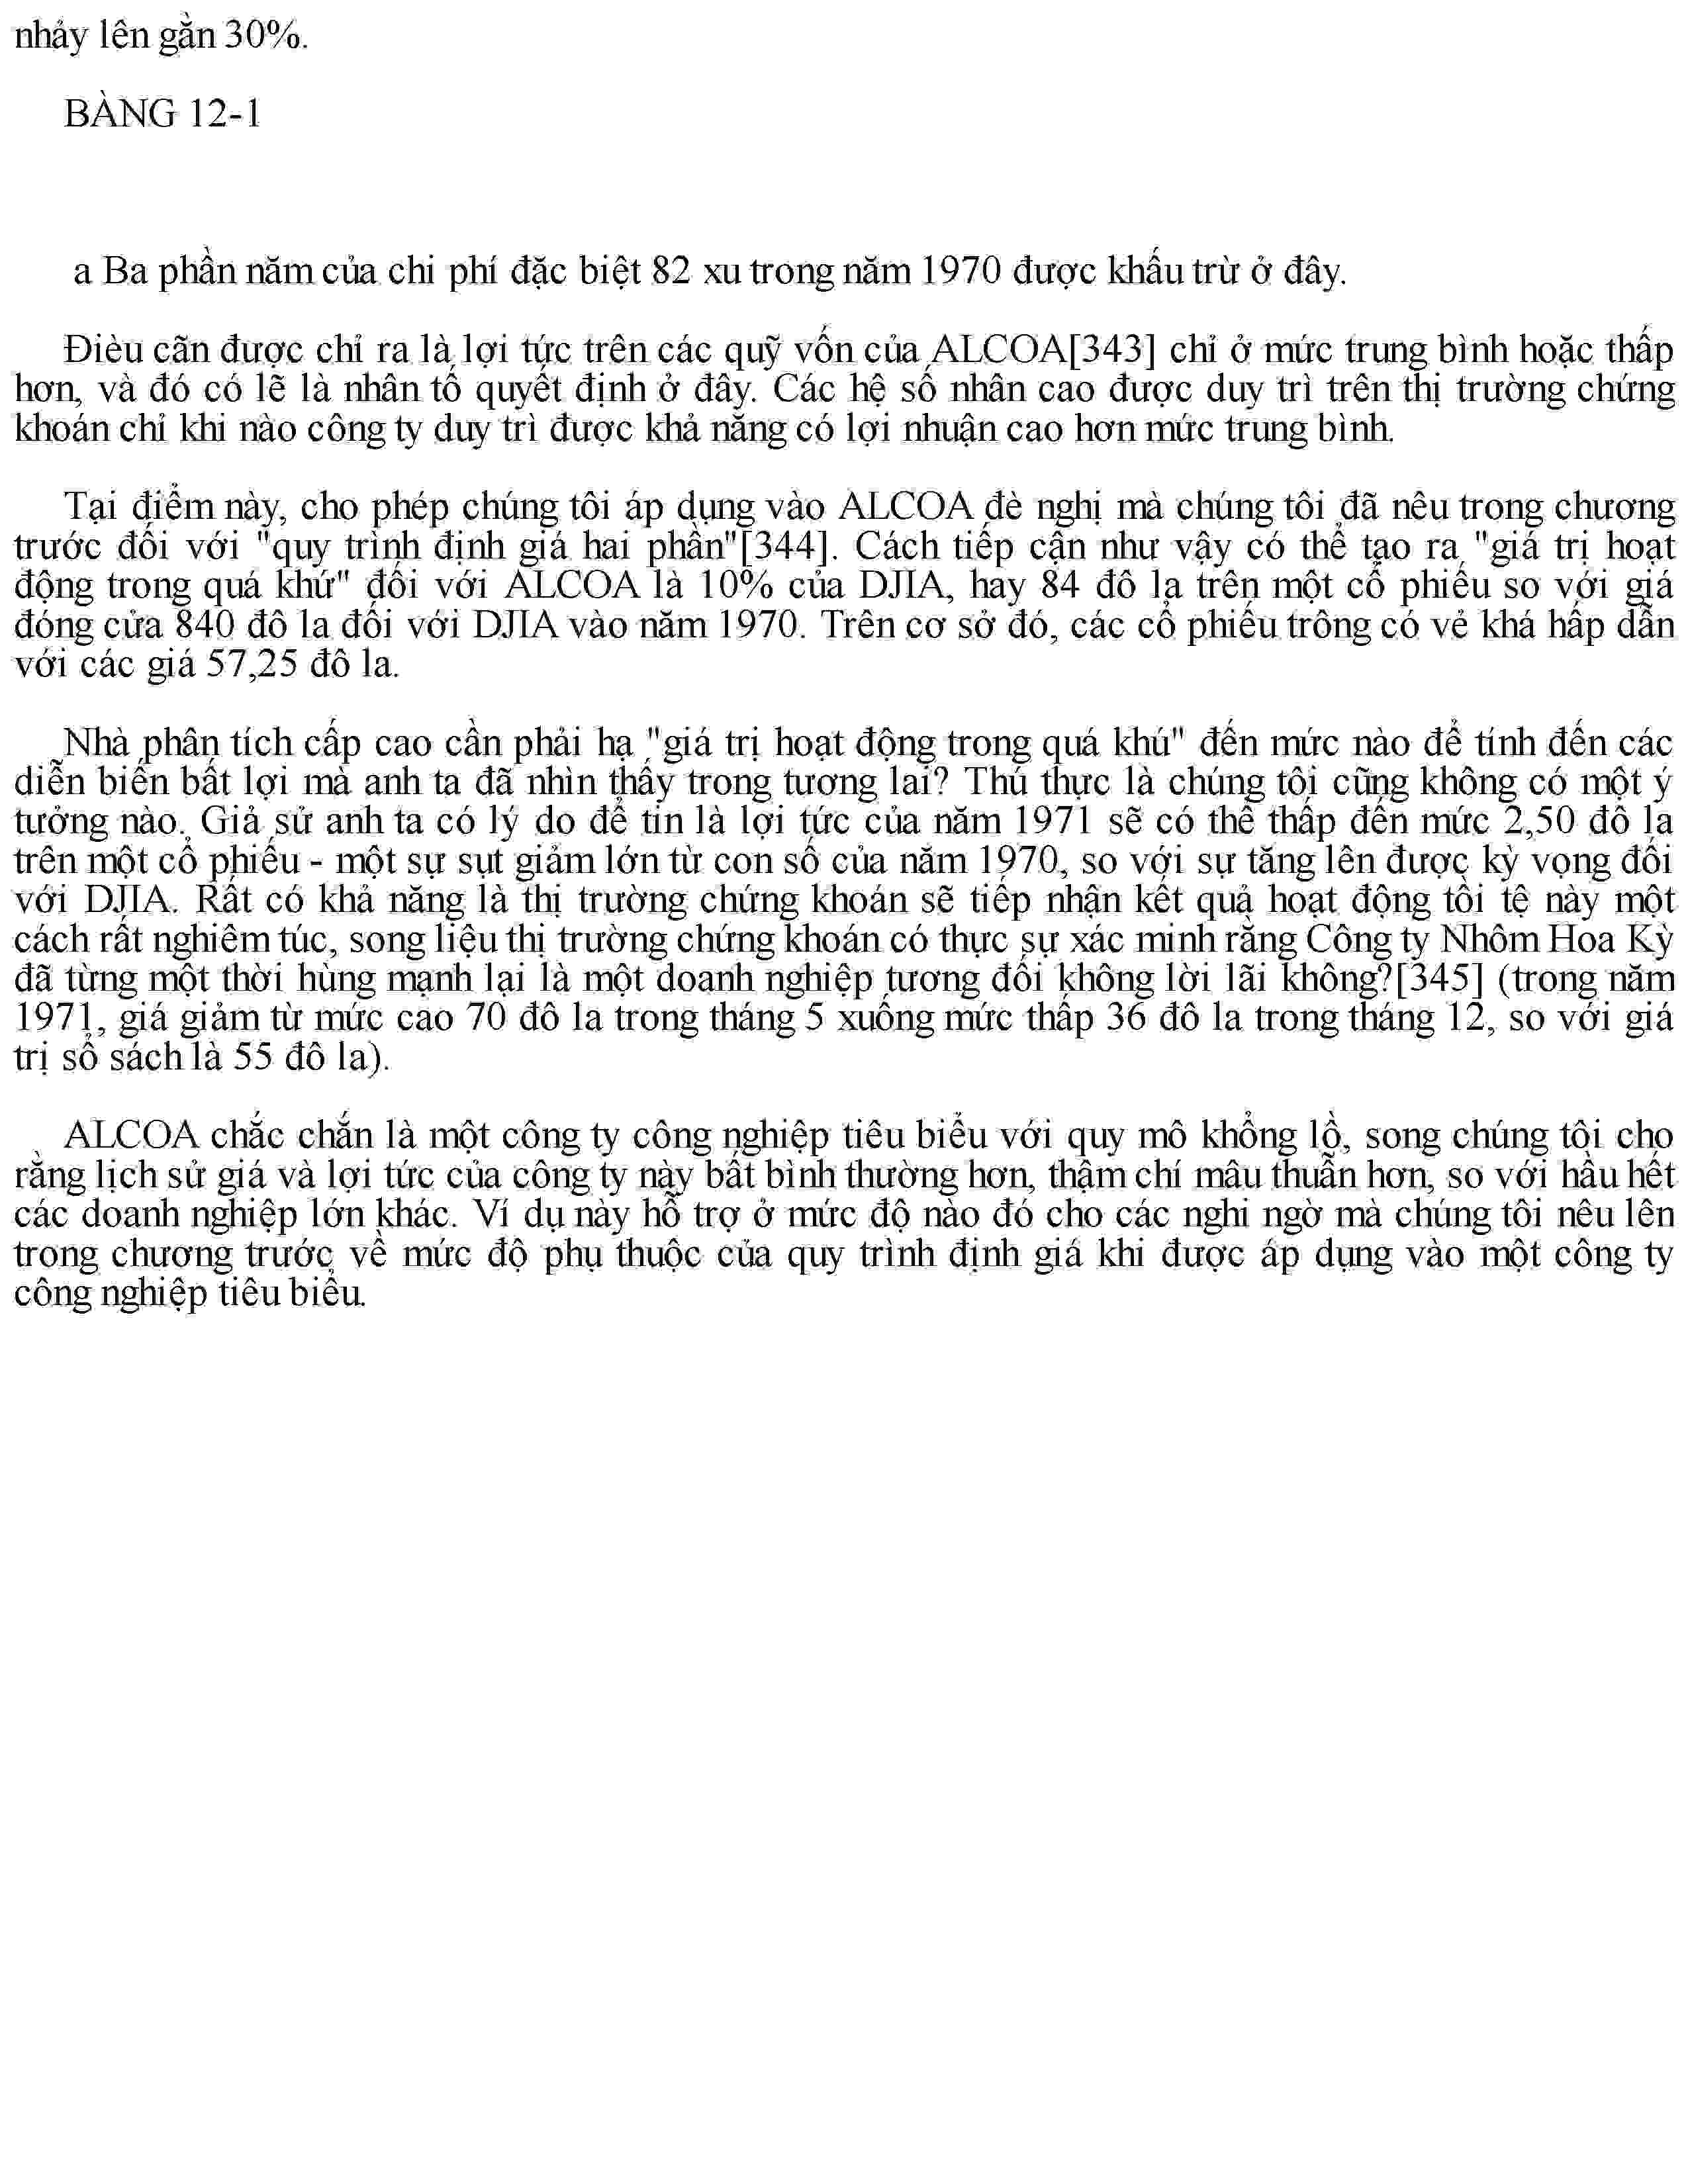 nhảy lên gần 30%.
BẢNG 12-1
a Ba phần năm của chi phí đặc biệt 82 xu trong năm 1970 được khấu trừ ở đây.
Điều cần được chỉ ra là lợi tức trên các quỹ vốn của ALCOA[343] chỉ ở mức trung bình hoặc thấp
hơn, và đó có lẽ là nhân tố quyết định ở đây. Các hệ số nhân cao được duy trì trên thị trường chứng
khoán chỉ khi nào công ty duy trì được khả năng có lợi nhuận cao hơn mức trung bình.
Tại điểm này, cho phép chúng tôi áp dụng vào ALCOA đề nghị mà chúng tôi đã nêu trong chương
trước đối với "quy trình định giá hai phần"[344]. Cách tiếp cận như vậy có thể tạo ra "giá trị hoạt
động trong quá khứ" đối với ALCOA là 10% của DJIA, hay 84 đô la trên một cổ phiếu so với giá
đóng cửa 840 đô la đối với DJIA vào năm 1970. Trên cơ sở đó, các cổ phiếu trông có vẻ khá hấp dẫn
với các giá 57,25 đô la.
Nhà phân tích cấp cao cần phải hạ "giá trị hoạt động trong quá khú" đến mức nào để tính đến các
diễn biến bất lợi mà anh ta đã nhìn thấy trong tương lai? Thú thực là chúng tôi cũng không có một ý
tưởng nào. Giả sử anh ta có lý do để tin là lợi tức của năm 1971 sẽ có thể thấp đến mức 2,50 đô la
trên một cổ phiếu - một sự sụt giảm lớn từ con số của năm 1970, so với sự tăng lên được kỳ vọng đối
với DJIA. Rất có khả năng là thị trường chứng khoán sẽ tiếp nhận kết quả hoạt động tồi tệ này một
cách rất nghiêm túc, song liệu thị trường chứng khoán có thực sự xác minh rằng Công ty Nhôm Hoa Kỳ
đã từng một thời hùng mạnh lại là một doanh nghiệp tương đối không lời lãi không?[345] (trong năm
1971, giá giảm từ mức cao 70 đô la trong tháng 5 xuống mức thấp 36 đô la trong tháng 12, so với giá
trị sổ sách là 55 đô la).
ALCOA chắc chắn là một công ty công nghiệp tiêu biểu với quy mô khổng lồ, song chúng tôi cho
rằng lịch sử giá và lợi tức của công ty này bất bình thường hơn, thậm chí mâu thuẫn hơn, so với hầu hết
các doanh nghiệp lớn khác. Ví dụ này hỗ trợ ở mức độ nào đó cho các nghi ngờ mà chúng tôi nêu lên
trong chương trước về mức độ phụ thuộc của quy trình định giá khi được áp dụng vào một công ty
công nghiệp tiêu biểu.